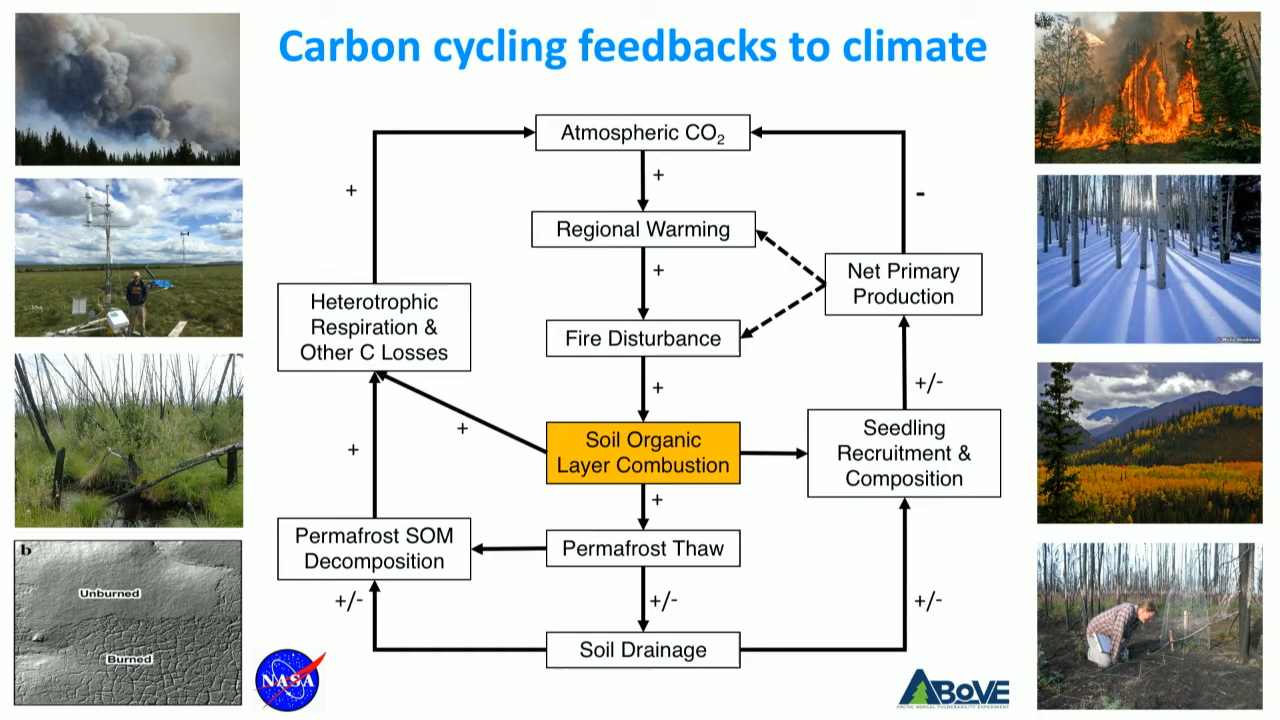 Carbon cycling feedbacks to climate
Atmospheric CO₂
+
+
-
Regional Warming
+
Net Primary
Production
Heterotrophic
Respiration &
Other C Losses
Fire Disturbance
+
+/-
+
Soil Organic
Layer Combustion
Seedling
Recruitment &
Composition
+
+
Permafrost SOM
Decomposition
Permafrost Thaw
+/-
+/-
+/-
Soil Drainage
b
Unburned
Burned
NASA
ABoVE
ARCTIC BOREAL VULNERABILITY EXPERIMENT